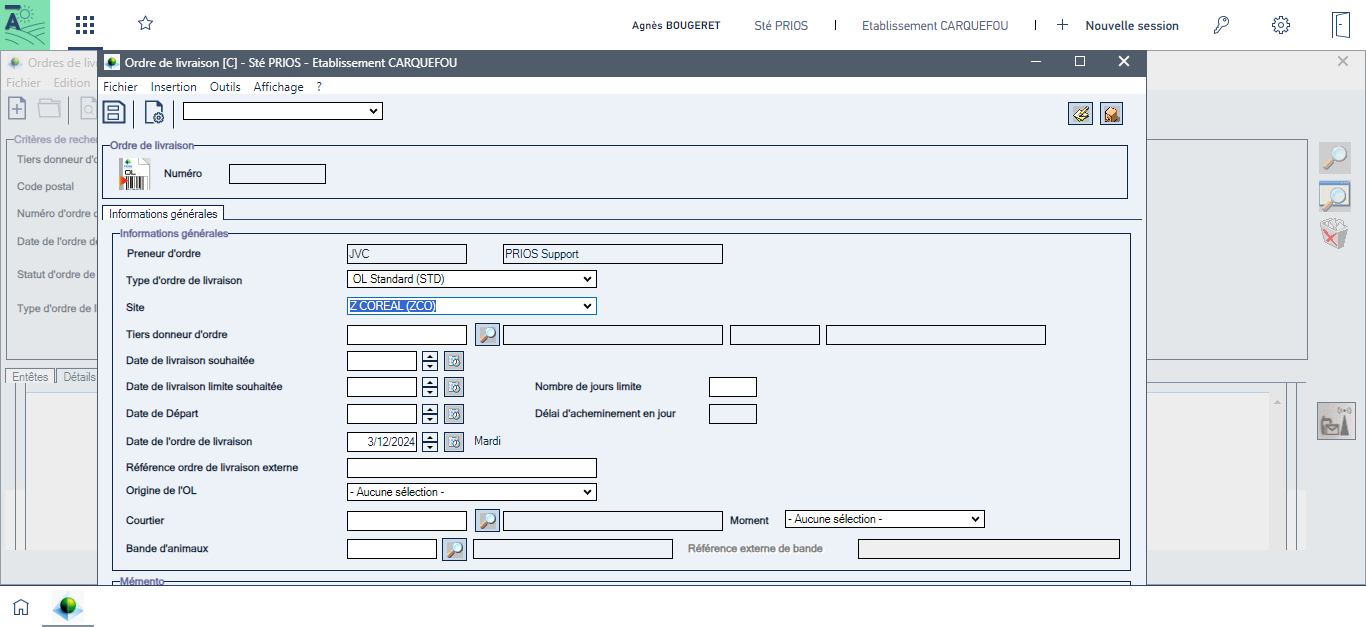 Agnès BOUGERET Sté PRIOS | Etablissement CARQUEFOU | + Nouvelle session
Ordres de liv
Ordre de livraison [C] - Sté PRIOS - Etablissement CARQUEFOU
Fichier Edition
Fichier Insertion Outils Affichage ?
Critères de recher
Tiers donneur d'o
Code postal
Numéro d'ordre d
Date de l'ordre de
Statut d'ordre de
Type d'ordre de l
Entêtes Détails
Ordre de livraison
OL
Numéro
Informations générales
Informations générales
Preneur d'ordre JVC PRIOS Support
Type d'ordre de livraison OL Standard (STD)
Site Z COREAL (ZCO)
Tiers donneur d'ordre
Date de livraison souhaitée
Date de livraison limite souhaitée Nombre de jours limite
Date de Départ Délai d'acheminement en jour
Date de l'ordre de livraison 3/12/2024 Mardi
Référence ordre de livraison externe
Origine de l'OL - Aucune sélection -
Courtier Moment - Aucune sélection -
Bande d'animaux Référence externe de bande
Mémento